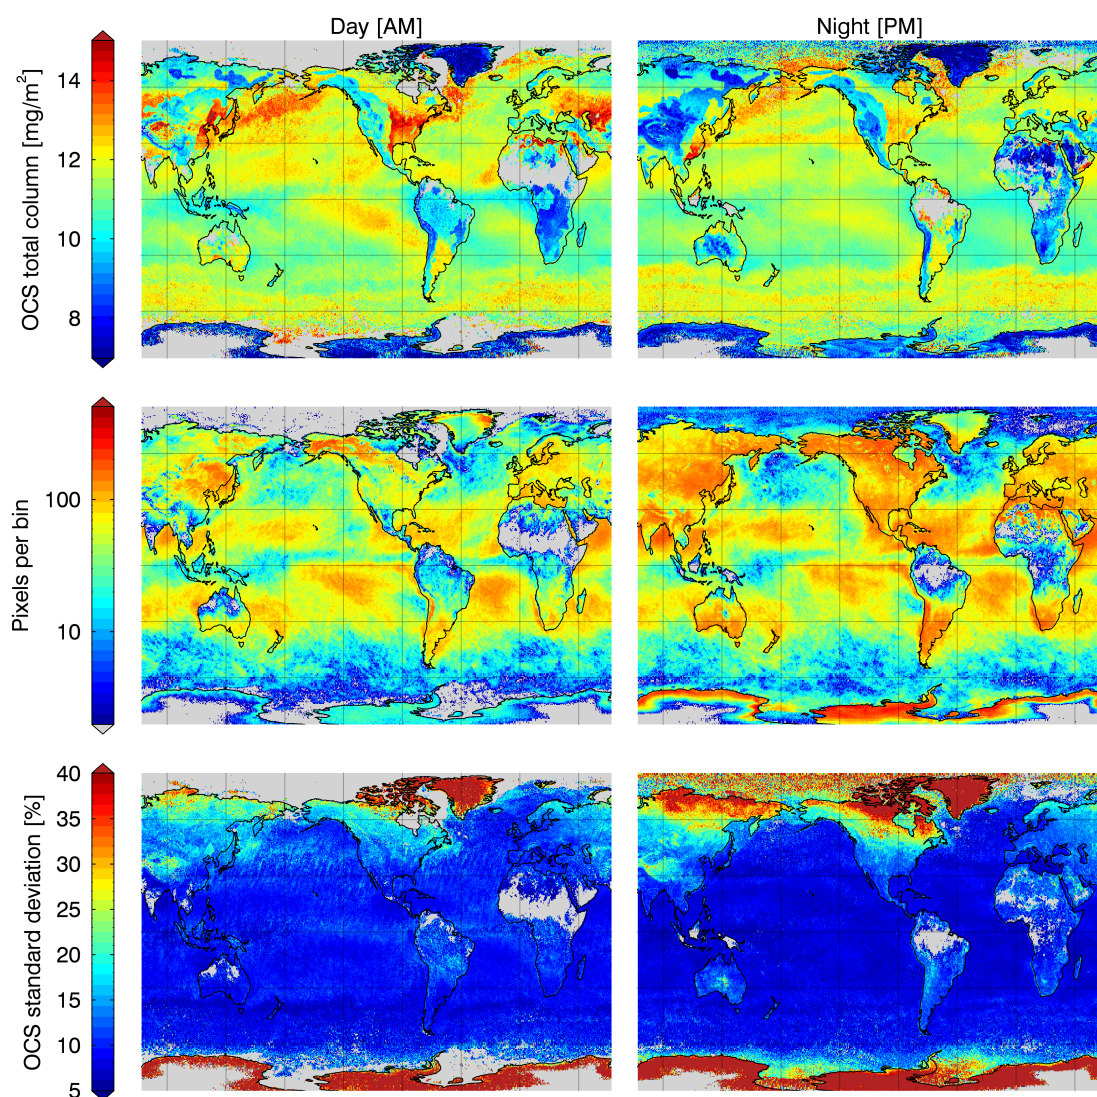 Day [AM]
Night [PM]
OCS total column [mg/m²]
14
12
10
8
Pixels per bin
100
10
OCS standard deviation [%]
40
35
30
25
20
15
10
5